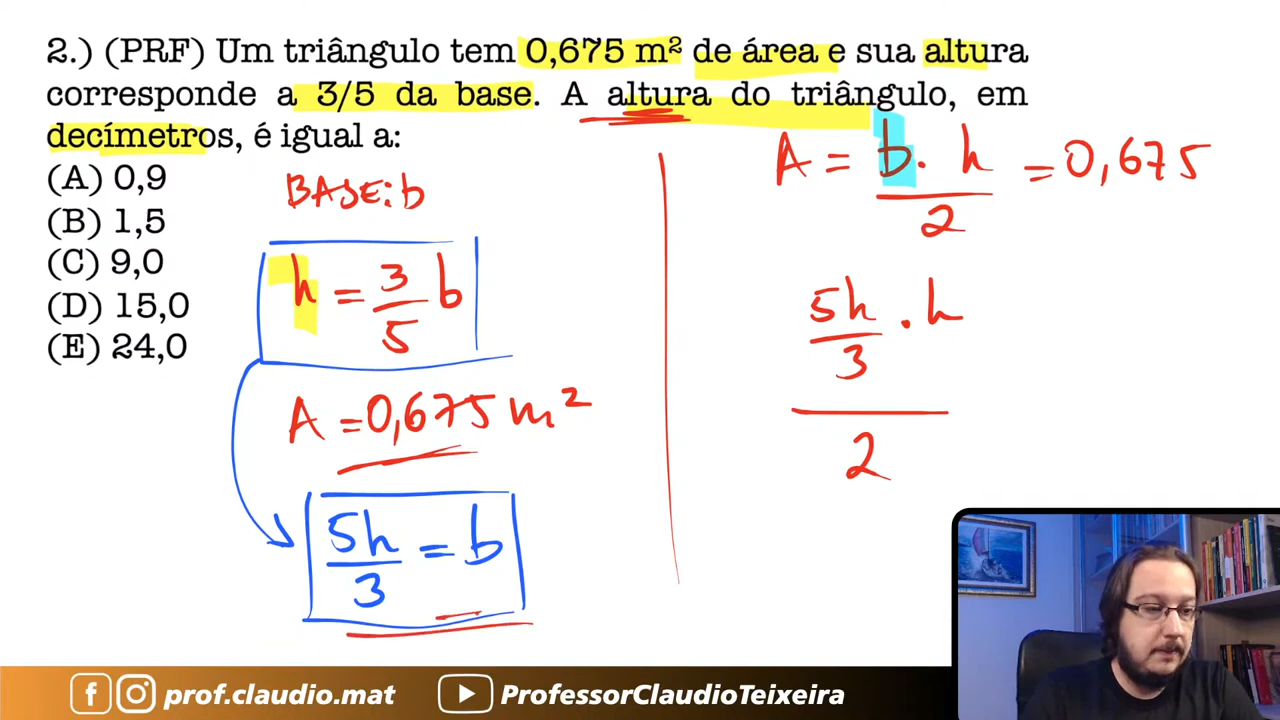 2.) (PRF) Um triângulo tem 0,675 m² de área e sua altura
corresponde a 3/5 da base. A altura do triângulo, em
decímetros, é igual a:
(A) 0,9
(B) 1,5
(C) 9,0
(D) 15,0
(E) 24,0
BASE: b
h = 3/5 b
A = 0,675 m²
5h/3 = b
A = b . h / 2 = 0,675
5h/3 . h
2
prof.claudio.mat
ProfessorClaudioTeixeira